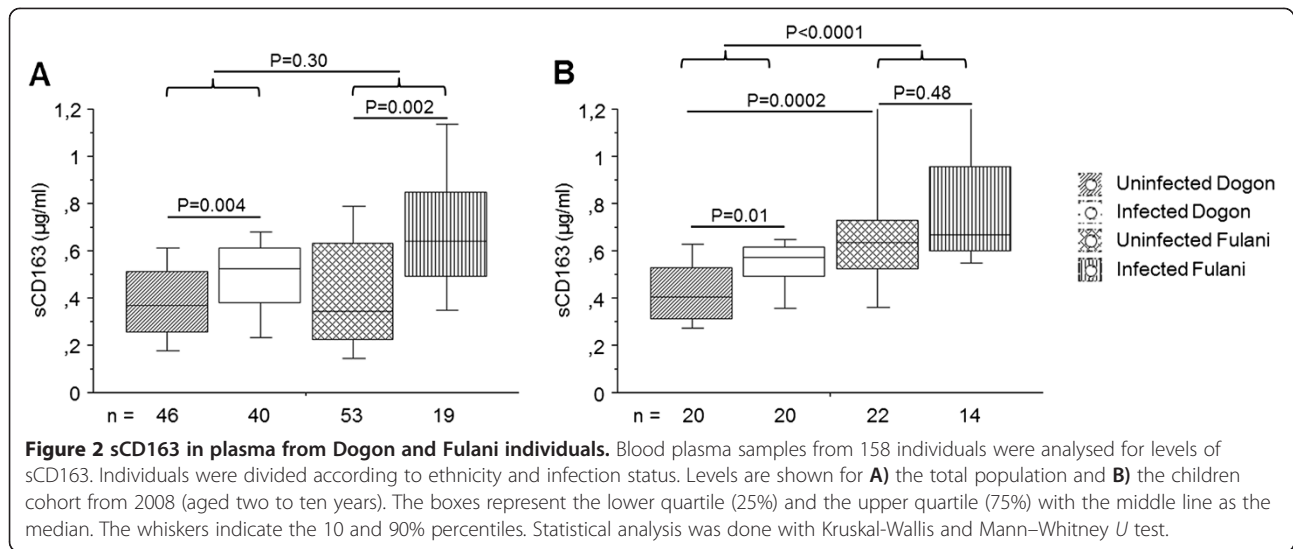 P=0.30
A
P=0.002
P=0.004
1,2
1
,8
,6
,4
,2
0
sCD163 (µg/ml)
n = 46 40 53 19
P<0.0001
B
P=0.0002
P=0.48
P=0.01
1,2
1
,8
,6
,4
,2
0
sCD163 (µg/ml)
n = 20 20 22 14
Uninfected Dogon
Infected Dogon
Uninfected Fulani
Infected Fulani
Figure 2 sCD163 in plasma from Dogon and Fulani individuals. Blood plasma samples from 158 individuals were analysed for levels of
sCD163. Individuals were divided according to ethnicity and infection status. Levels are shown for A) the total population and B) the children
cohort from 2008 (aged two to ten years). The boxes represent the lower quartile (25%) and the upper quartile (75%) with the middle line as the
median. The whiskers indicate the 10 and 90% percentiles. Statistical analysis was done with Kruskal-Wallis and Mann–Whitney U test.